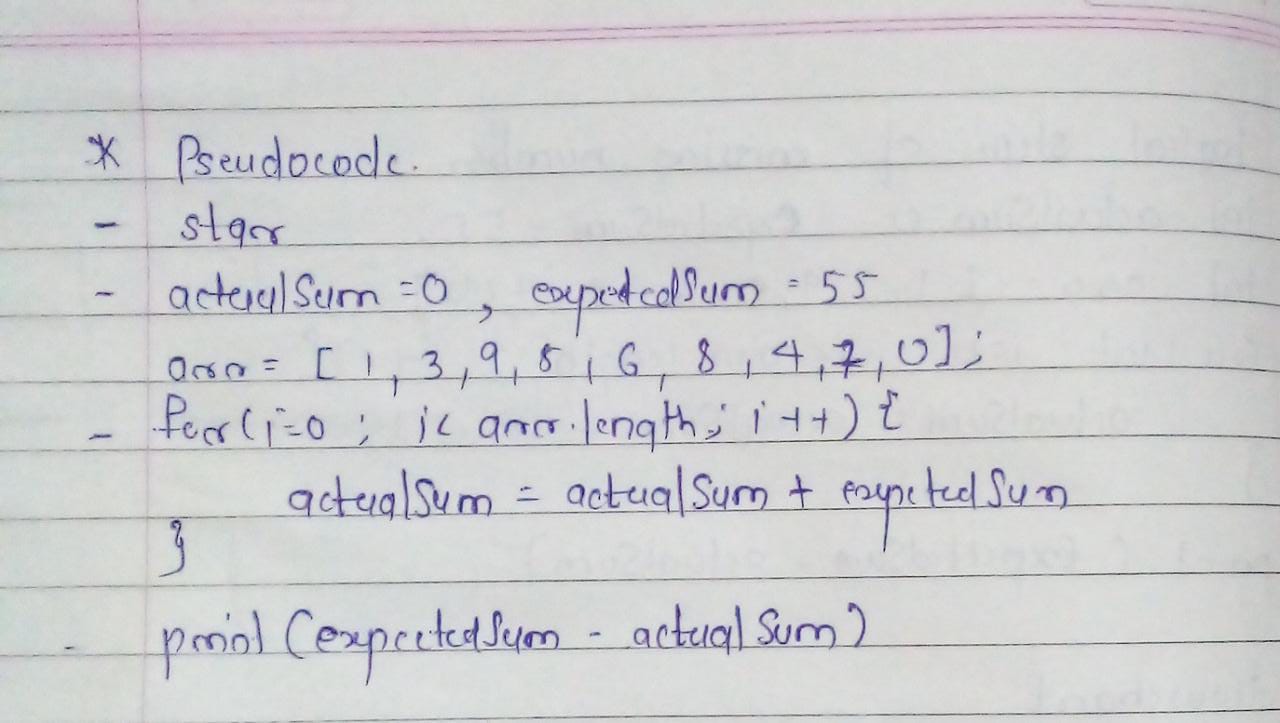 * Pseudocode.
- star
- actualSum = 0, expectedSum = 55
arr = [1, 3, 9, 5, 6, 8, 4, 7, 0];
- for(i=0; i< arr.length; i++) {
actualSum = actualSum + expectedSum
}
- print (expectedSum - actualSum)